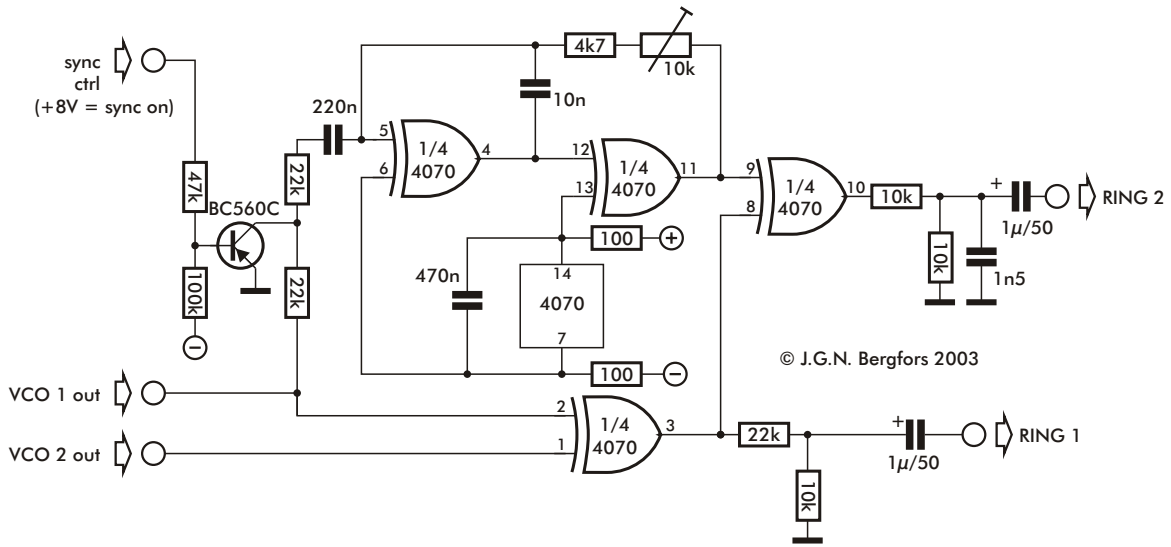 sync
ctrl
(+8V = sync on)
47k
BC560C
100k
−
22k
22k
220n
4k7
10k
10n
5
6
1/4
4070
4
12
13
1/4
4070
11
9
8
1/4
4070
10
10k
+
1µ/50
RING 2
10k
1n5
100
+
470n
14
4070
7
100
−
© J.G.N. Bergfors 2003
VCO 1 out
VCO 2 out
2
1
1/4
4070
3
22k
+
1µ/50
RING 1
10k